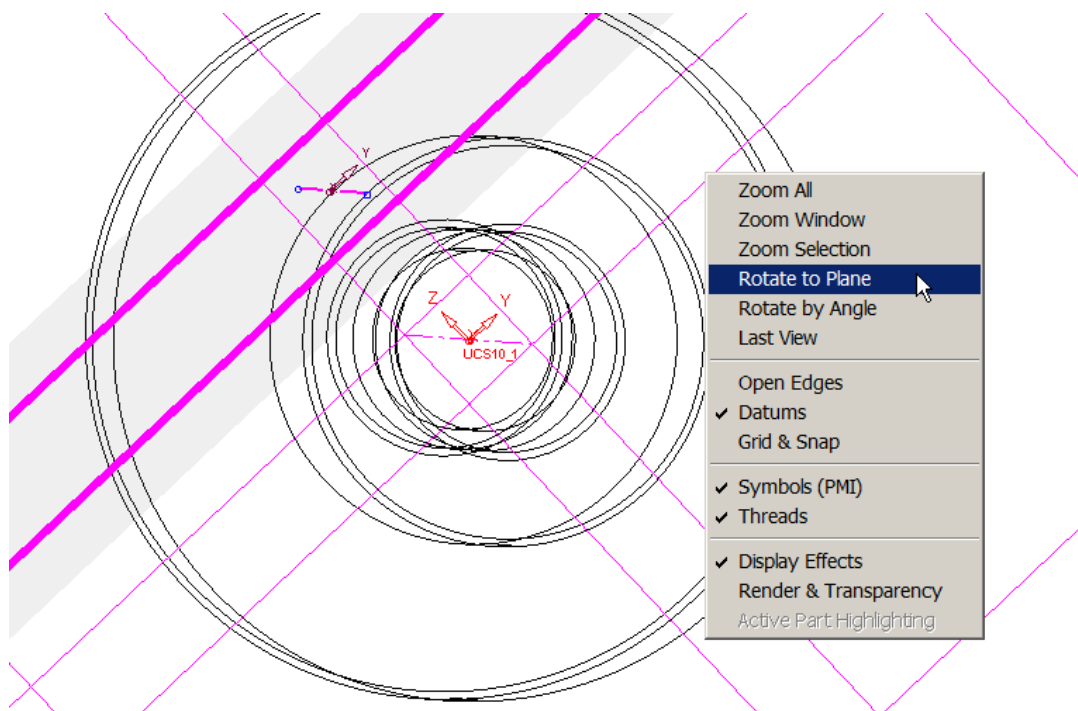 Y
Z
Y
UCS10_1
Zoom All
Zoom Window
Zoom Selection
Rotate to Plane
Rotate by Angle
Last View
Open Edges
Datums
Grid & Snap
Symbols (PMI)
Threads
Display Effects
Render & Transparency
Active Part Highlighting